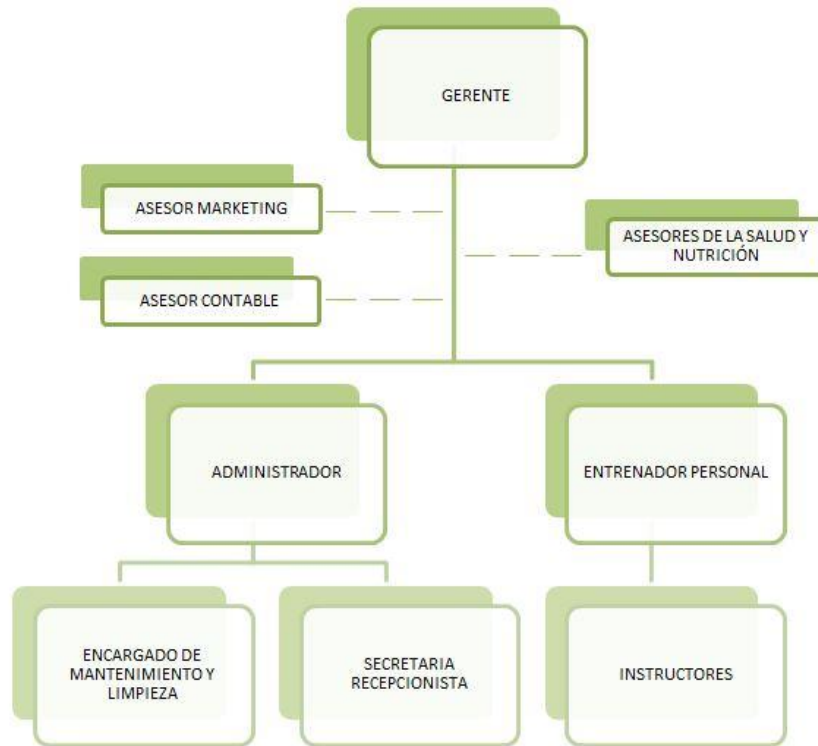 GERENTE
ASESOR MARKETING
ASESORES DE LA SALUD Y
NUTRICIÓN
ASESOR CONTABLE
ADMINISTRADOR
ENTRENADOR PERSONAL
ENCARGADO DE
MANTENIMIENTO Y
LIMPIEZA
SECRETARIA
RECEPCIONISTA
INSTRUCTORES